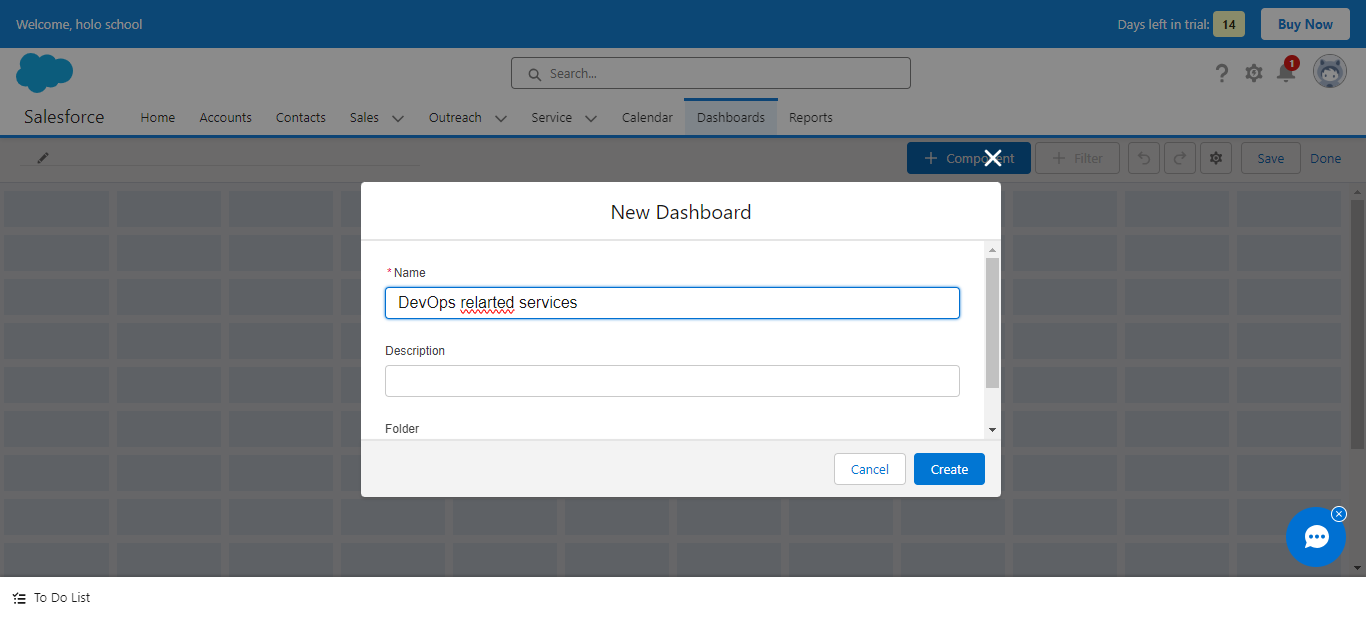 Welcome, holo school
Days left in trial: 14 Buy Now
Search...
1
Salesforce Home Accounts Contacts Sales Outreach Service Calendar Dashboards Reports
+ Component + Filter Save Done
New Dashboard
* Name
DevOps relarted services
Description
Folder
Cancel Create
To Do List